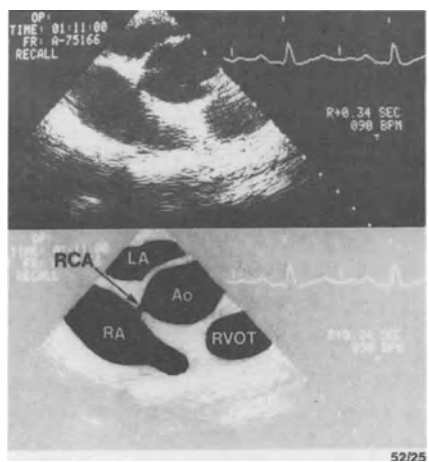 OP:
TIME: 01:11:00
FR: A-75166
RECALL
R+0.34 SEC
090 BPM
LA
RCA
Ao
RA
RVOT
52/25